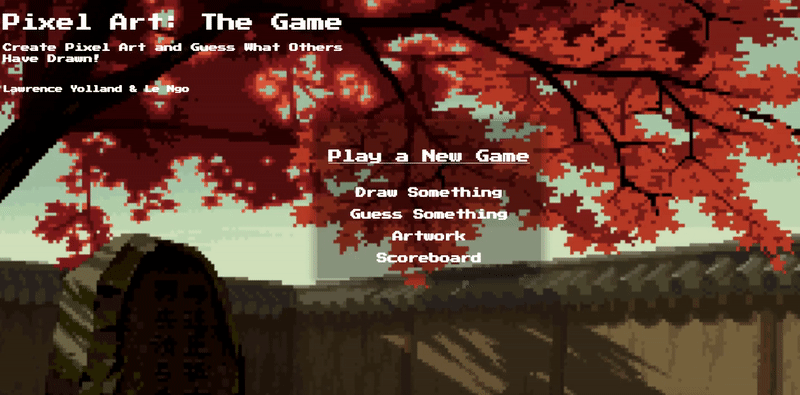 Pixel Art: The Game
Create Pixel Art and Guess What Others
Have Drawn!
Lawrence Yolland & Le Ngo
Play a New Game
Draw Something
Guess Something
Artwork
Scoreboard